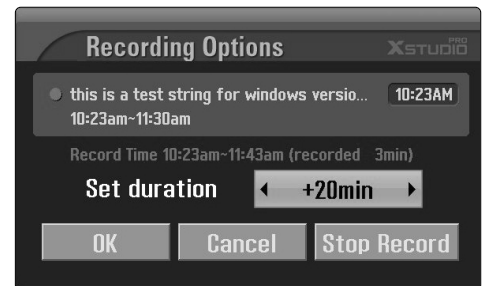 Recording Options
XSTUDIO PRO
this is a test string for windows versio... 10:23AM
10:23am~11:30am
Record Time 10:23am~11:43am (recorded 3min)
Set duration +20min
OK Cancel Stop Record